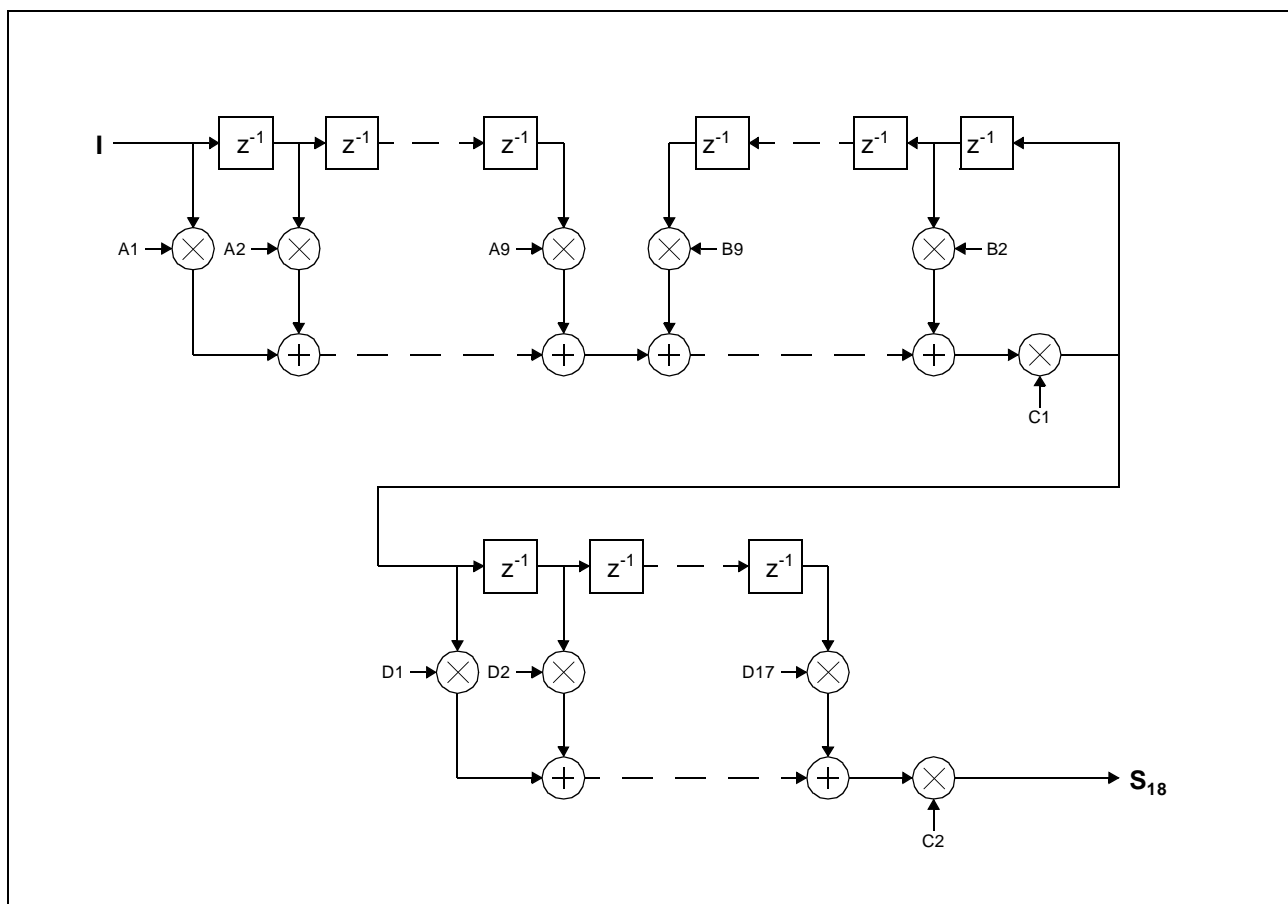 I z⁻¹ z⁻¹ z⁻¹ z⁻¹ z⁻¹ z⁻¹
A1 A2 A9 B9 B2
C1
z⁻¹ z⁻¹ z⁻¹
D1 D2 D17
S₁₈
C2